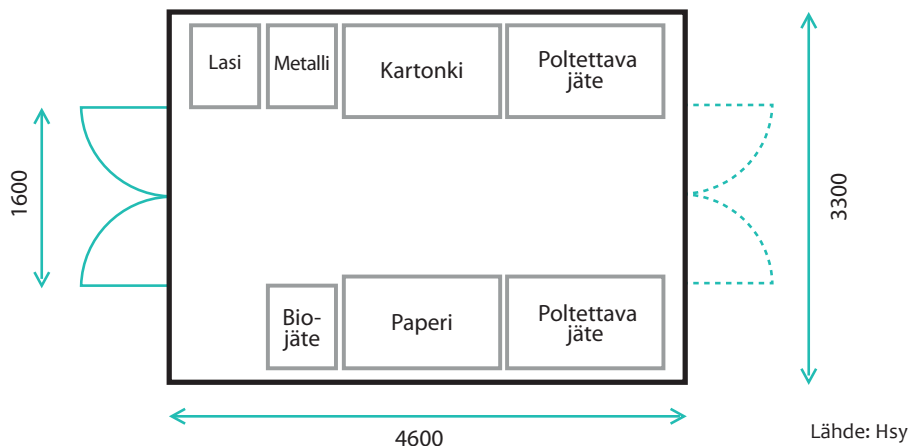 Lasi
Metalli
Kartonki
Poltettava
jäte
1600
3300
Bio-
jäte
Paperi
Poltettava
jäte
4600
Lähde: Hsy